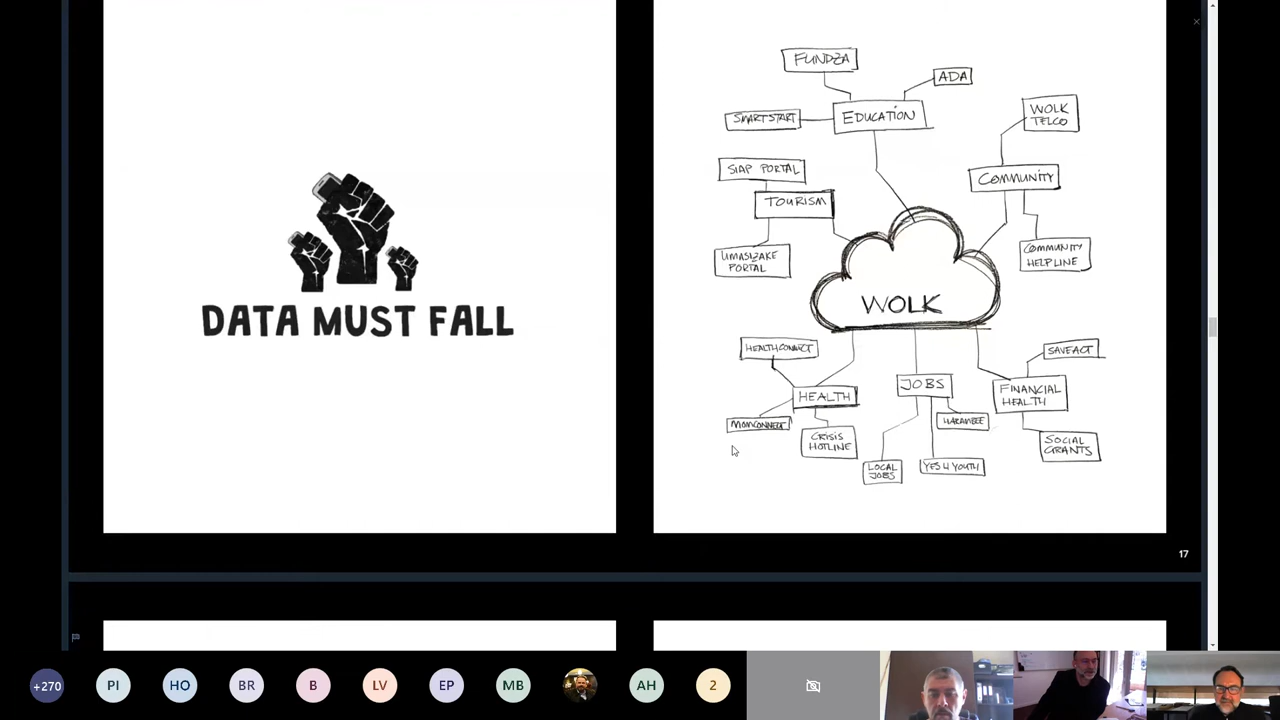 DATA MUST FALL
FUNDZA
ADA
SMARTSTART
EDUCATION
WOLK
TELCO
SIAP PORTAL
TOURISM
COMMUNITY
UMASIZAKE
PORTAL
COMMUNITY
HELPLINE
WOLK
HEALTHCONNECT
SAVEACT
JOBS
HEALTH
FINANCIAL
HEALTH
MOMCONNECT
HARAMBEE
CRISIS
HOTLINE
SOCIAL
GRANTS
LOCAL
JOBS
YES 4 YOUTH
17
+270
PI
HO
BR
B
LV
EP
MB
AH
2